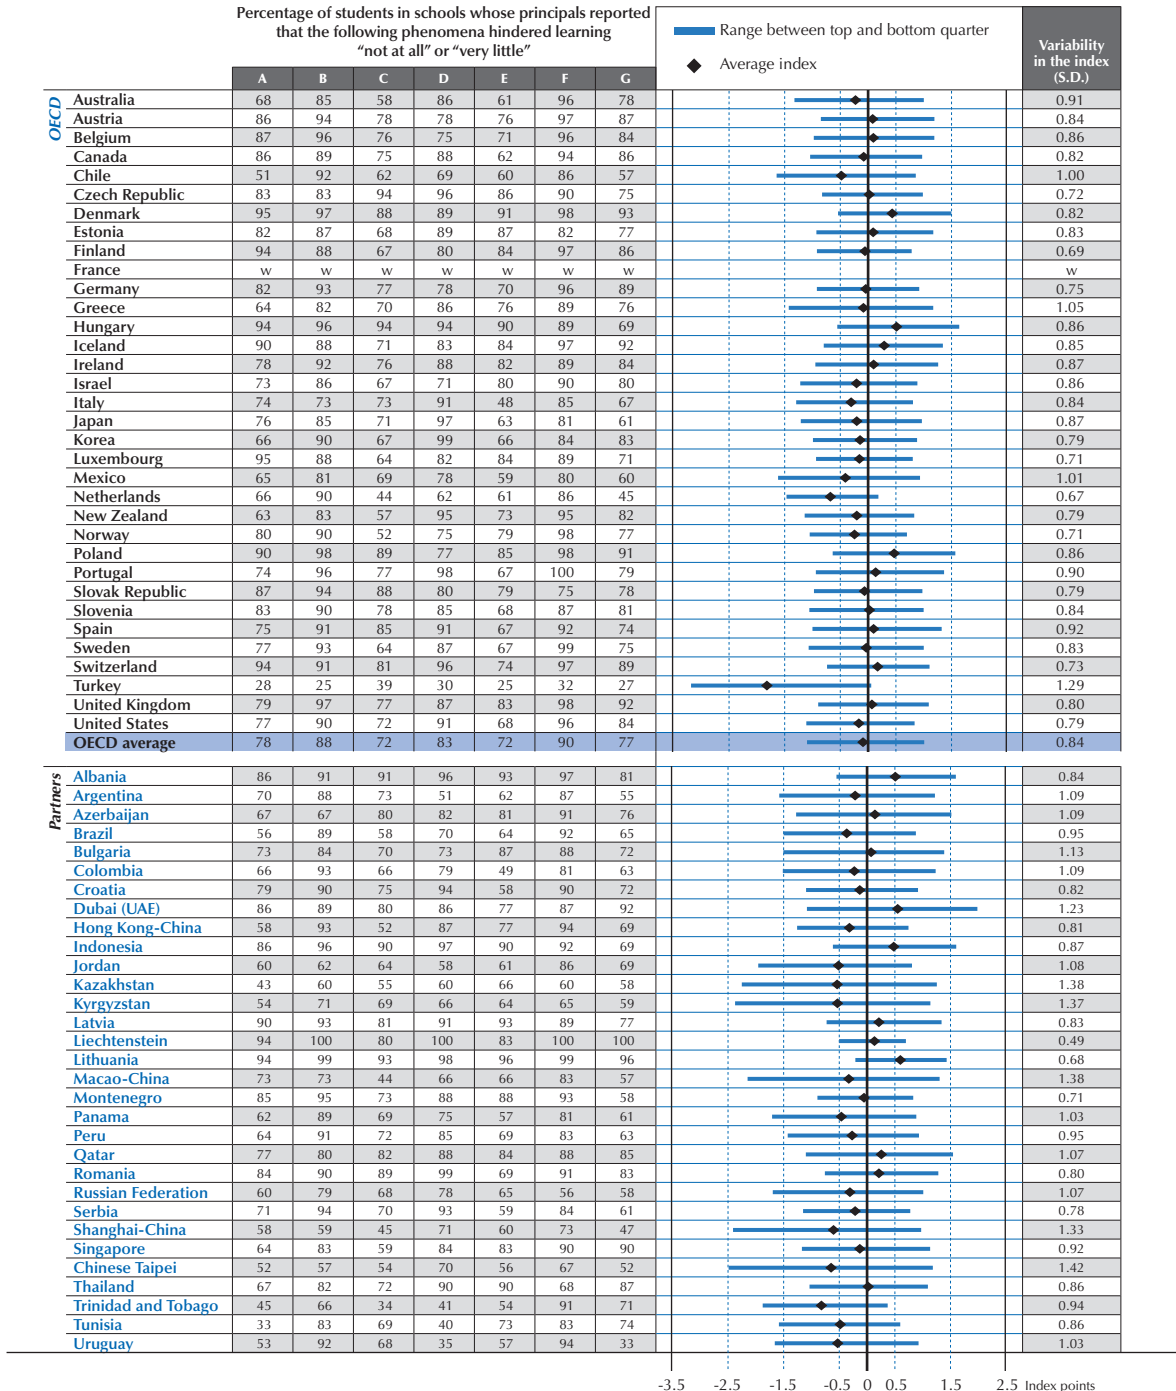 Percentage of students in schools whose principals reported
that the following phenomena hindered learning
“not at all” or “very little”
Range between top and bottom quarter
Average index
Variability
in the index
(S.D.)
A B C D E F G
OECD
Australia 68 85 58 86 61 96 78 0.91
Austria 86 94 78 78 76 97 87 0.84
Belgium 87 96 76 75 71 96 84 0.86
Canada 86 89 75 88 62 94 86 0.82
Chile 51 92 62 69 60 86 57 1.00
Czech Republic 83 83 94 96 86 90 75 0.72
Denmark 95 97 88 89 91 98 93 0.82
Estonia 82 87 68 89 87 82 77 0.83
Finland 94 88 67 80 84 97 86 0.69
France w w w w w w w w
Germany 82 93 77 78 70 96 89 0.75
Greece 64 82 70 86 76 89 76 1.05
Hungary 94 96 94 94 90 89 69 0.86
Iceland 90 88 71 83 84 97 92 0.85
Ireland 78 92 76 88 82 89 84 0.87
Israel 73 86 67 71 80 90 80 0.86
Italy 74 73 73 91 48 85 67 0.84
Japan 76 85 71 97 63 81 61 0.87
Korea 66 90 67 99 66 84 83 0.79
Luxembourg 95 88 64 82 84 89 71 0.71
Mexico 65 81 69 78 59 80 60 1.01
Netherlands 66 90 44 62 61 86 45 0.67
New Zealand 63 83 57 95 73 95 82 0.79
Norway 80 90 52 75 79 98 77 0.71
Poland 90 98 89 77 85 98 91 0.86
Portugal 74 96 77 98 67 100 79 0.90
Slovak Republic 87 94 88 80 79 75 78 0.79
Slovenia 83 90 78 85 68 87 81 0.84
Spain 75 91 85 91 67 92 74 0.92
Sweden 77 93 64 87 67 99 75 0.83
Switzerland 94 91 81 96 74 97 89 0.73
Turkey 28 25 39 30 25 32 27 1.29
United Kingdom 79 97 77 87 83 98 92 0.80
United States 77 90 72 91 68 96 84 0.79
OECD average 78 88 72 83 72 90 77 0.84
Partners
Albania 86 91 91 96 93 97 81 0.84
Argentina 70 88 73 51 62 87 55 1.09
Azerbaijan 67 67 80 82 81 91 76 1.09
Brazil 56 89 58 70 64 92 65 0.95
Bulgaria 73 84 70 73 87 88 72 1.13
Colombia 66 93 66 79 49 81 63 1.09
Croatia 79 90 75 94 58 90 72 0.82
Dubai (UAE) 86 89 80 86 77 87 92 1.23
Hong Kong-China 58 93 52 87 77 94 69 0.81
Indonesia 86 96 90 97 90 92 69 0.87
Jordan 60 62 64 58 61 86 69 1.08
Kazakhstan 43 60 55 60 66 60 58 1.38
Kyrgyzstan 54 71 69 66 64 65 59 1.37
Latvia 90 93 81 91 93 89 77 0.83
Liechtenstein 94 100 80 100 83 100 100 0.49
Lithuania 94 99 93 98 96 99 96 0.68
Macao-China 73 73 44 66 66 83 57 1.38
Montenegro 85 95 73 88 88 93 58 0.71
Panama 62 89 69 75 57 81 61 1.03
Peru 64 91 72 85 69 83 63 0.95
Qatar 77 80 82 88 84 88 85 1.07
Romania 84 90 89 99 69 91 83 0.80
Russian Federation 60 79 68 78 65 56 58 1.07
Serbia 71 94 70 93 59 84 61 0.78
Shanghai-China 58 59 45 71 60 73 47 1.33
Singapore 64 83 59 84 83 90 90 0.92
Chinese Taipei 52 57 54 70 56 67 52 1.42
Thailand 67 82 72 90 90 68 87 0.86
Trinidad and Tobago 45 66 34 41 54 91 71 0.94
Tunisia 33 83 69 40 73 83 74 0.86
Uruguay 53 92 68 35 57 94 33 1.03
-3.5 -2.5 -1.5 -0.5 0 0.5 1.5 2.5 Index points